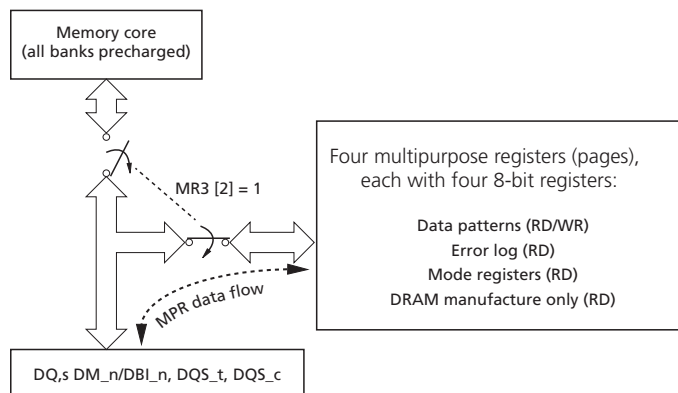 Memory core
(all banks precharged)
MR3 [2] = 1
Four multipurpose registers (pages),
each with four 8-bit registers:
Data patterns (RD/WR)
Error log (RD)
Mode registers (RD)
DRAM manufacture only (RD)
MPR data flow
DQ,s DM_n/DBI_n, DQS_t, DQS_c